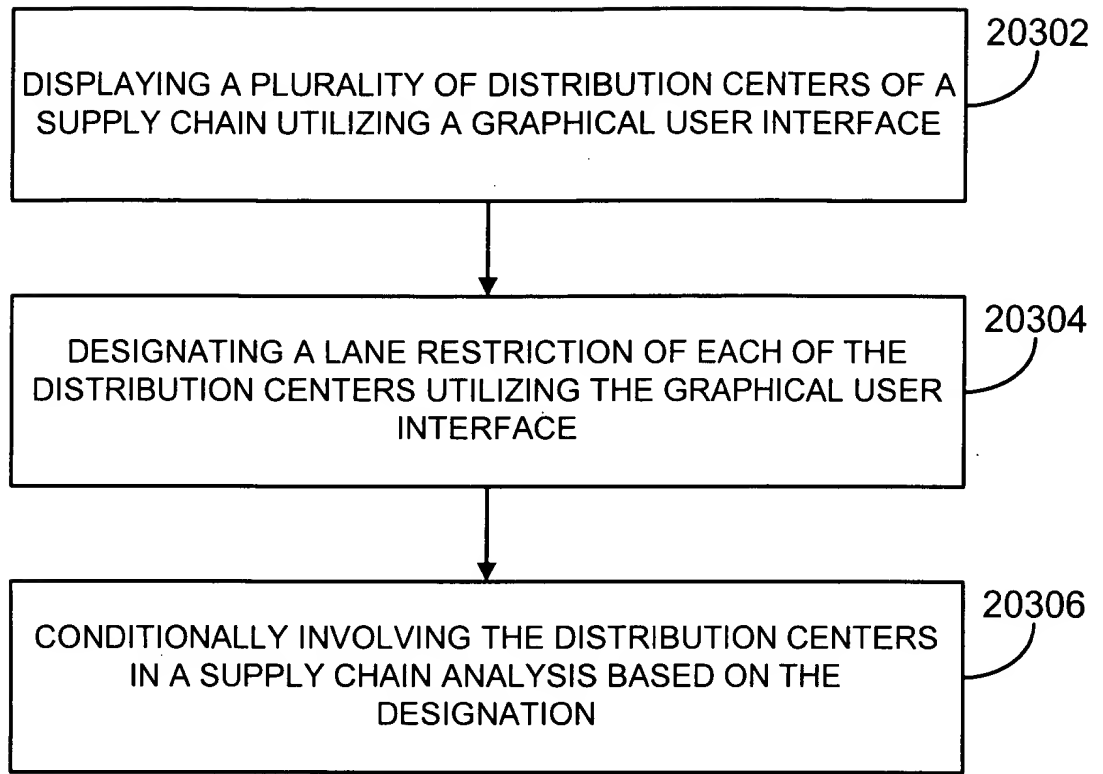 20302
DISPLAYING A PLURALITY OF DISTRIBUTION CENTERS OF A
SUPPLY CHAIN UTILIZING A GRAPHICAL USER INTERFACE
20304
DESIGNATING A LANE RESTRICTION OF EACH OF THE
DISTRIBUTION CENTERS UTILIZING THE GRAPHICAL USER
INTERFACE
20306
CONDITIONALLY INVOLVING THE DISTRIBUTION CENTERS
IN A SUPPLY CHAIN ANALYSIS BASED ON THE
DESIGNATION